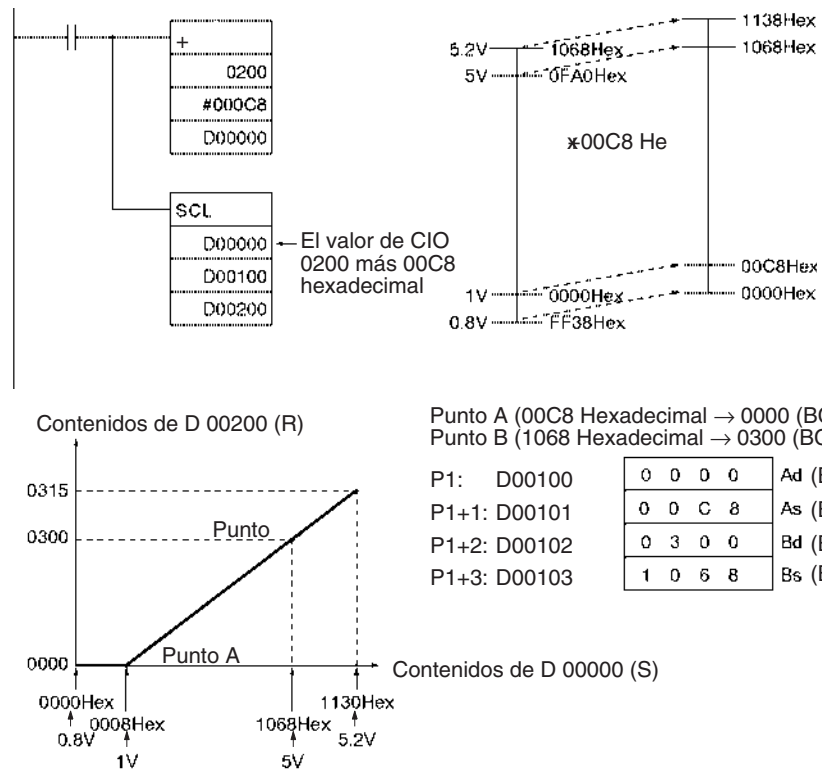 +
0200
#000C8
D00000
SCL
D00000
D00100
D00200
El valor de CIO
0200 más 00C8
hexadecimal
1138Hex
5.2V
1068Hex
1068Hex
5V
0FA0Hex
*00C8 He
00C8Hex
1V
0000Hex
0000Hex
0.8V
FF38Hex
Contenidos de D 00200 (R)
0315
0300
Punto
0000
Punto A
Contenidos de D 00000 (S)
0000Hex
0008Hex
1068Hex
1130Hex
0.8V
1V
5V
5.2V
Punto A (00C8 Hexadecimal → 0000 (BC
Punto B (1068 Hexadecimal → 0300 (BC
P1: D00100 0 0 0 0 Ad (B
P1+1: D00101 0 0 C 8 As (B
P1+2: D00102 0 3 0 0 Bd (B
P1+3: D00103 1 0 6 8 Bs (B